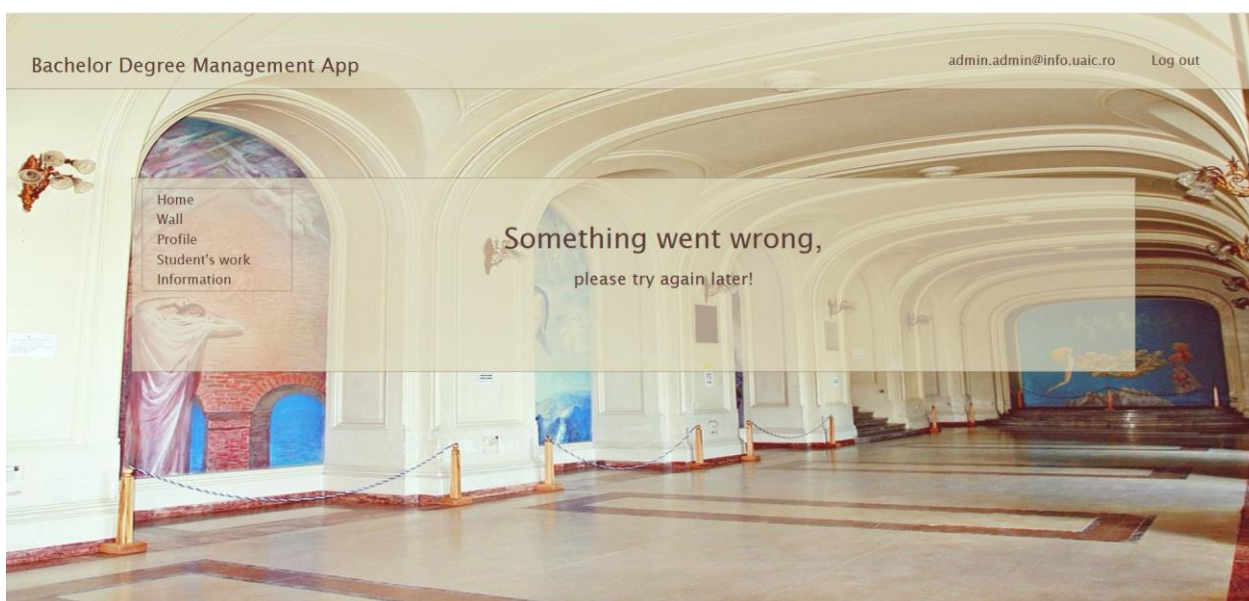 Bachelor Degree Management App
admin.admin@info.uaic.ro
Log out
Home
Wall
Profile
Student's work
Information
Something went wrong,
please try again later!